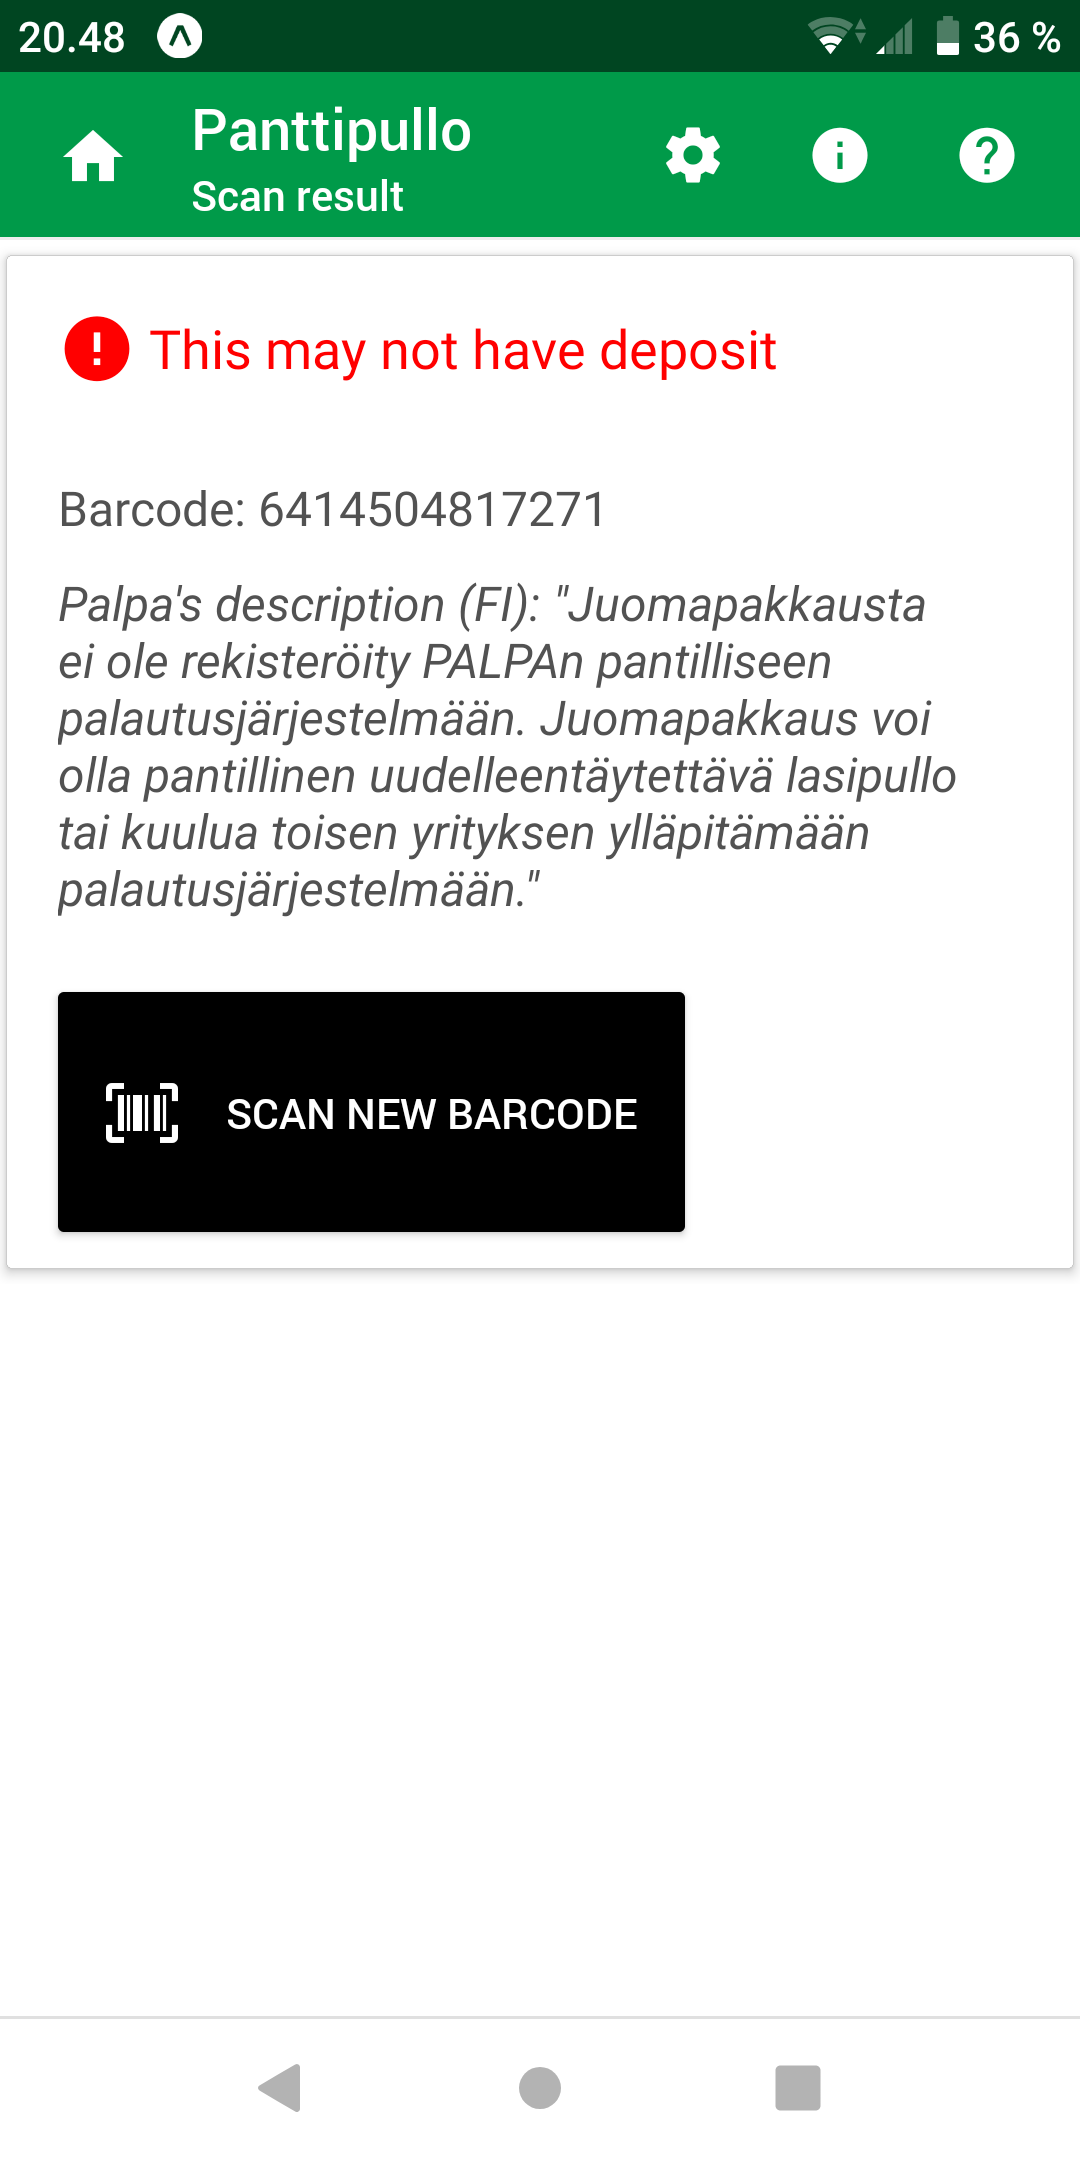 20.48
36 %
Panttipullo
Scan result
This may not have deposit
Barcode: 6414504817271
Palpa's description (FI): "Juomapakkausta
ei ole rekisteröity PALPAn pantilliseen
palautusjärjestelmään. Juomapakkaus voi
olla pantillinen uudelleentäytettävä lasipullo
tai kuulua toisen yrityksen ylläpitämään
palautusjärjestelmään."
SCAN NEW BARCODE